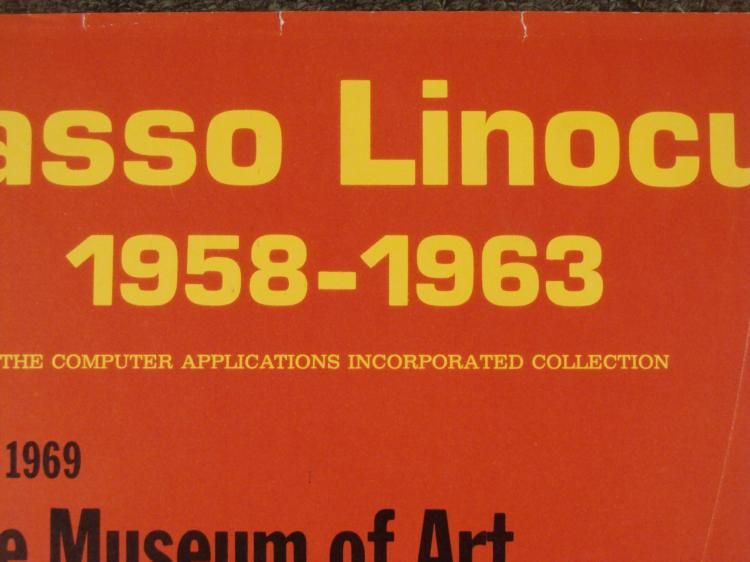 asso Linocu
1958-1963
THE COMPUTER APPLICATIONS INCORPORATED COLLECTION
1969
e Museum of Art